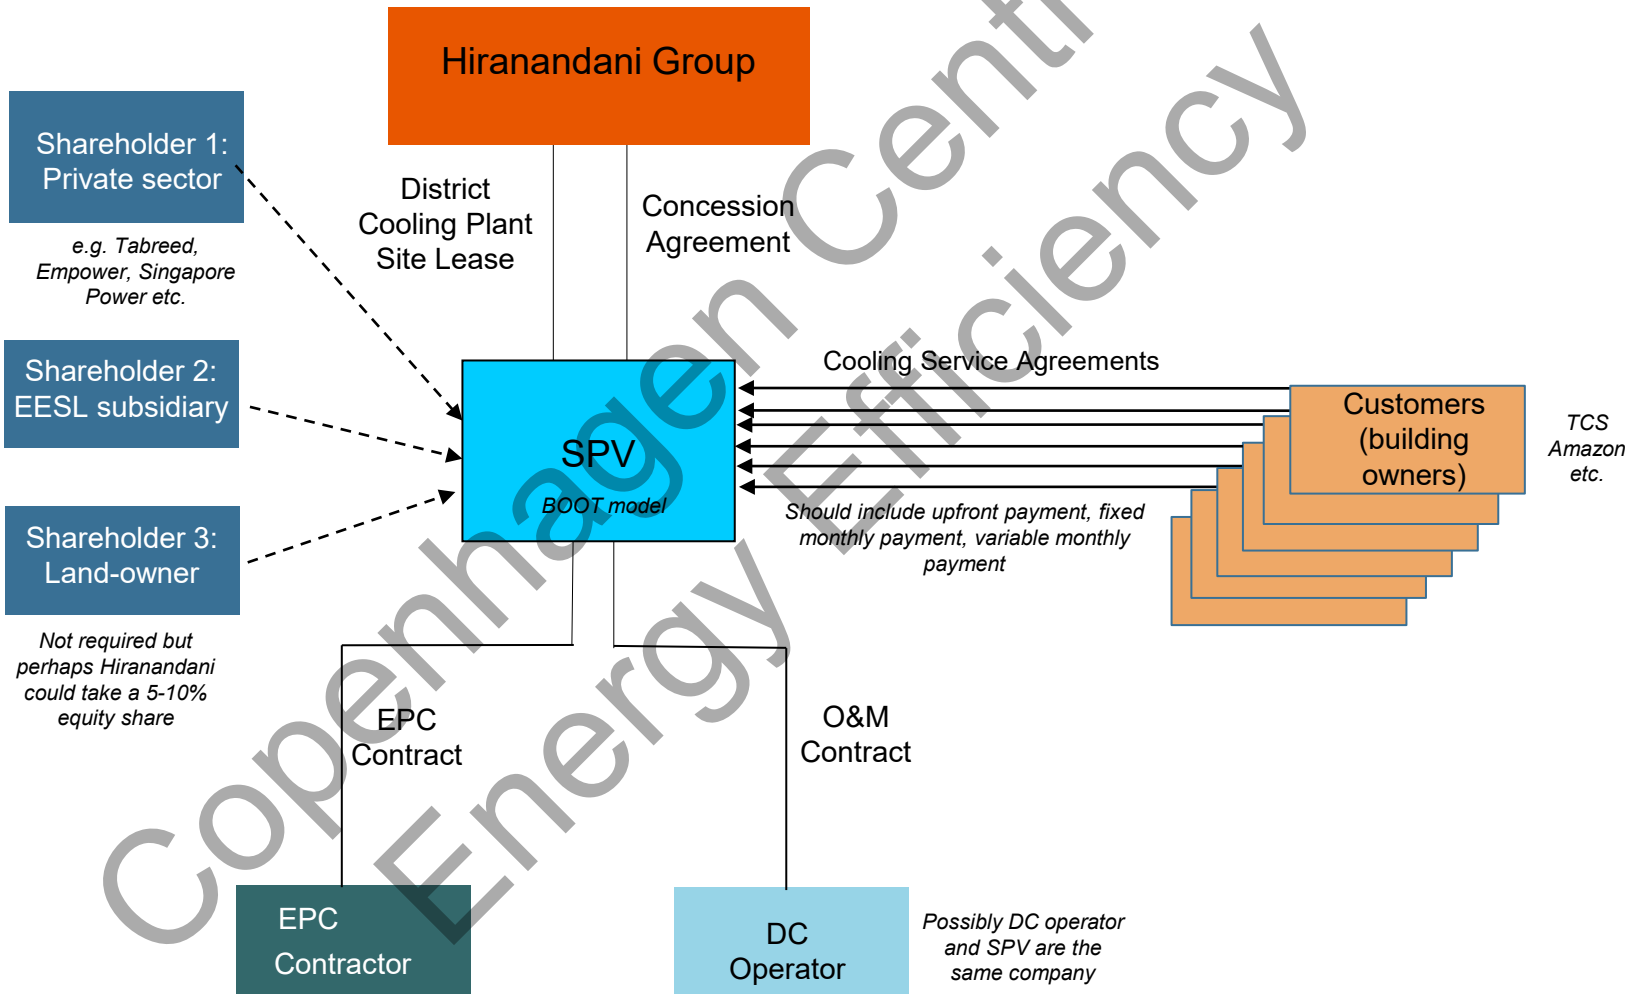 Hiranandani Group
Shareholder 1:
Private sector
e.g. Tabreed,
Empower, Singapore
Power etc.
District
Cooling Plant
Site Lease
Concession
Agreement
Shareholder 2:
EESL subsidiary
SPV
BOOT model
Cooling Service Agreements
Should include upfront payment, fixed
monthly payment, variable monthly
payment
Customers
(building
owners)
TCS
Amazon
etc.
Shareholder 3:
Land-owner
Not required but
perhaps Hiranandani
could take a 5-10%
equity share
EPC
Contract
O&M
Contract
EPC
Contractor
DC
Operator
Possibly DC operator
and SPV are the
same company
Copenhagen Centr
Energy Efficiency